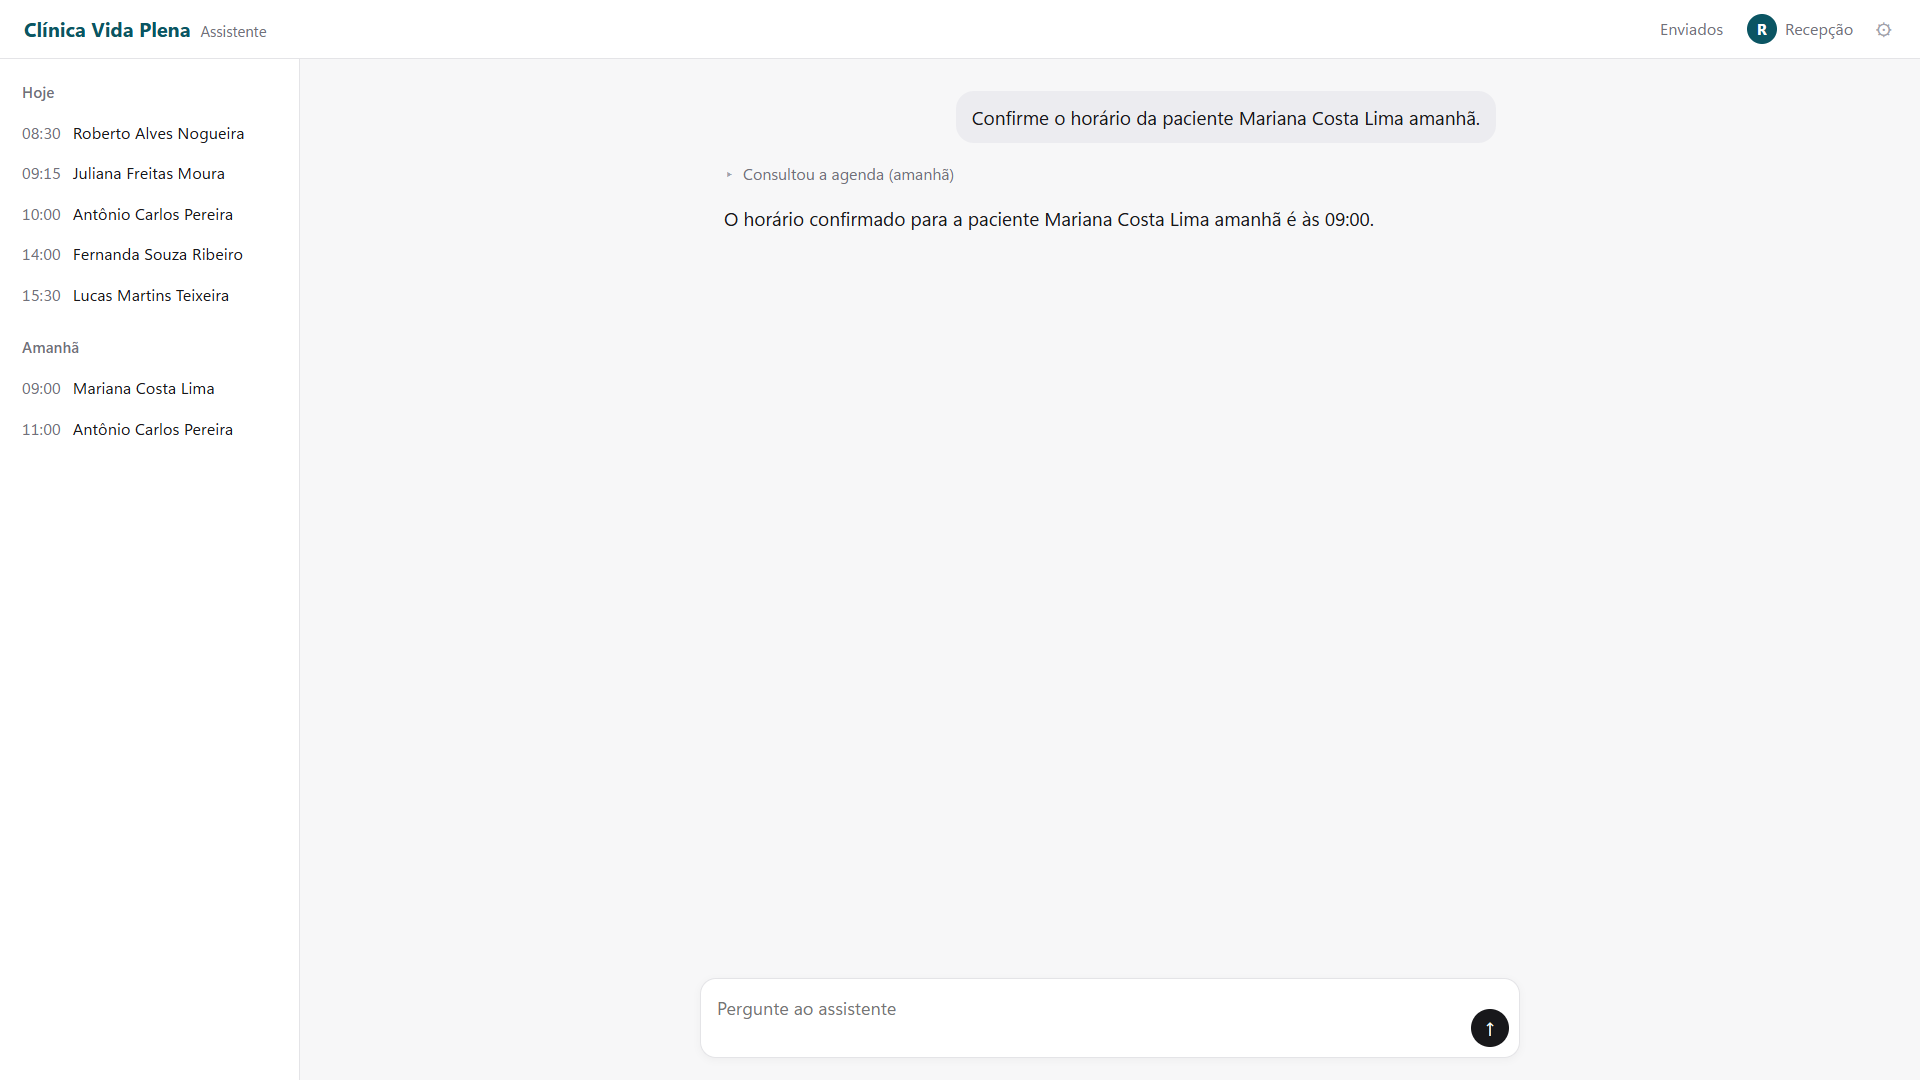 Clínica Vida Plena Assistente
Enviados
R Recepção
Hoje
08:30 Roberto Alves Nogueira
09:15 Juliana Freitas Moura
10:00 Antônio Carlos Pereira
14:00 Fernanda Souza Ribeiro
15:30 Lucas Martins Teixeira
Amanhã
09:00 Mariana Costa Lima
11:00 Antônio Carlos Pereira
Confirme o horário da paciente Mariana Costa Lima amanhã.
Consultou a agenda (amanhã)
O horário confirmado para a paciente Mariana Costa Lima amanhã é às 09:00.
Pergunte ao assistente